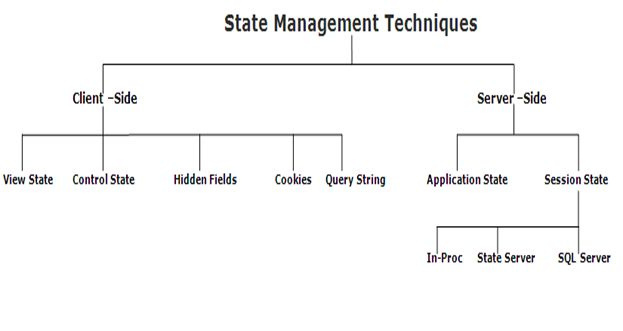 State Management Techniques
Client –Side
Server –Side
View State
Control State
Hidden Fields
Cookies
Query String
Application State
Session State
In-Proc
State Server
SQL Server